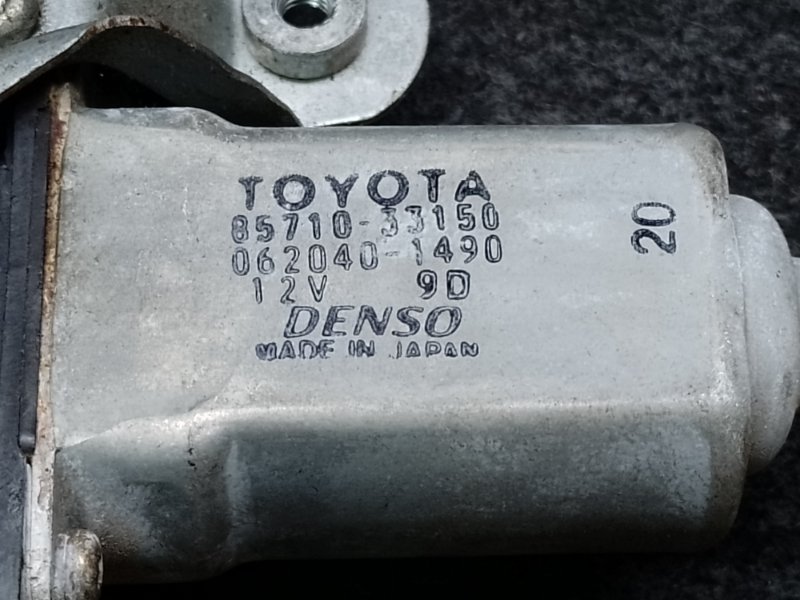 TOYOTA
85710-33150
062040-1490
12V 9D
DENSO
MADE IN JAPAN
20